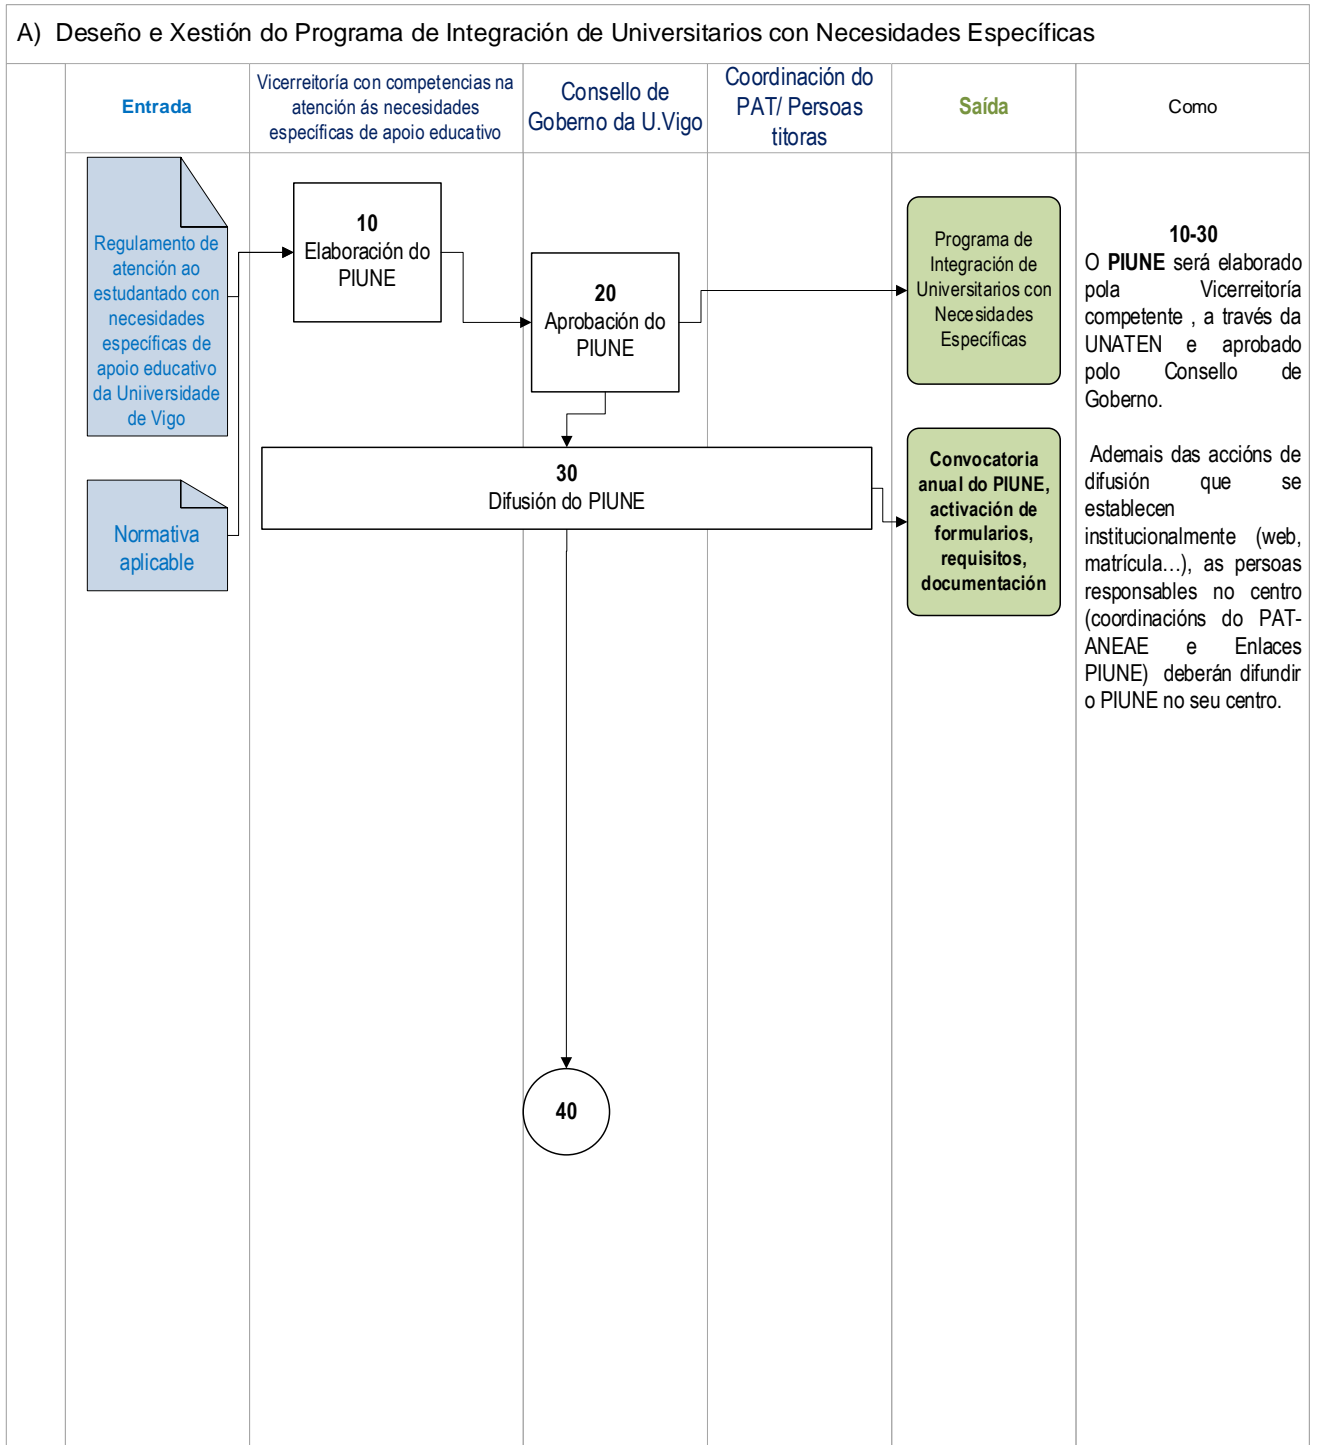 A) Deseño e Xestión do Programa de Integración de Universitarios con Necesidades Específicas
Entrada
Vicerreitoría con competencias na
atención ás necesidades
específicas de apoio educativo
Consello de
Goberno da U.Vigo
Coordinación do
PAT/ Persoas
titoras
Saída
Como
Regulamento de
atención ao
estudantado con
necesidades
específicas de
apoio educativo
da Uniiversidade
de Vigo
Normativa
aplicable
10
Elaboración do
PIUNE
20
Aprobación do
PIUNE
30
Difusión do PIUNE
40
Programa de
Integración de
Universitarios con
Necesidades
Específicas
Convocatoria
anual do PIUNE,
activación de
formularios,
requisitos,
documentación
10-30
O PIUNE será elaborado
pola Vicerreitoría
competente , a través da
UNATEN e aprobado
polo Consello de
Goberno.
Ademais das accións de
difusión que se
establecen
institucionalmente (web,
matrícula…), as persoas
responsables no centro
(coordinacións do PAT-
ANEAE e Enlaces
PIUNE) deberán difundir
o PIUNE no seu centro.